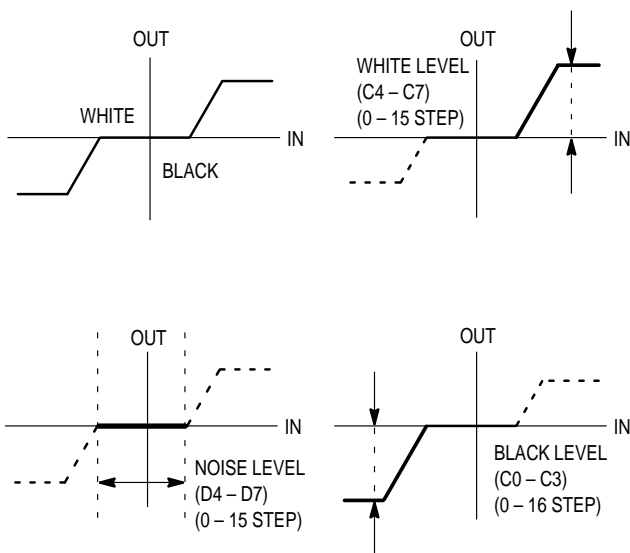 OUT
WHITE
IN
BLACK
OUT
WHITE LEVEL
(C4 – C7)
(0 – 15 STEP)
IN
OUT
IN
NOISE LEVEL
(D4 – D7)
(0 – 15 STEP)
OUT
IN
BLACK LEVEL
(C0 – C3)
(0 – 16 STEP)